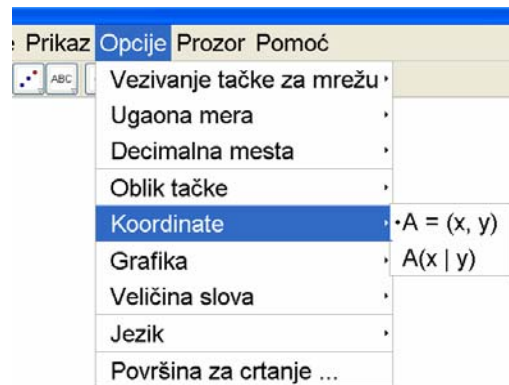 Prikaz Opcije Prozor Pomoć
ABC
Vezivanje tačke za mrežu
Ugaona mera
Decimalna mesta
Oblik tačke
Koordinate
•A = (x, y)
A(x | y)
Grafika
Veličina slova
Jezik
Površina za crtanje ...